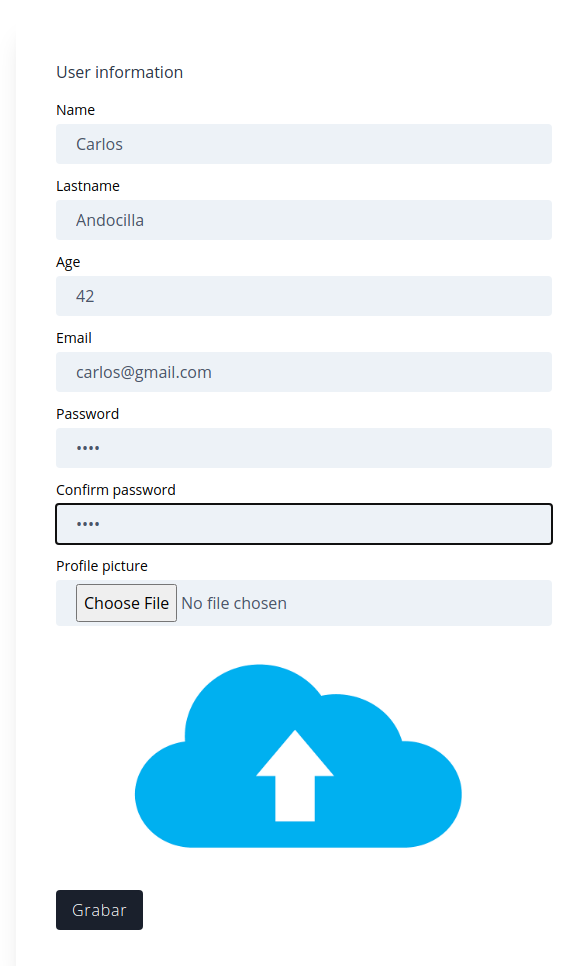 User information
Name
Carlos
Lastname
Andocilla
Age
42
Email
carlos@gmail.com
Password
••••
Confirm password
••••
Profile picture
Choose File No file chosen
Grabar